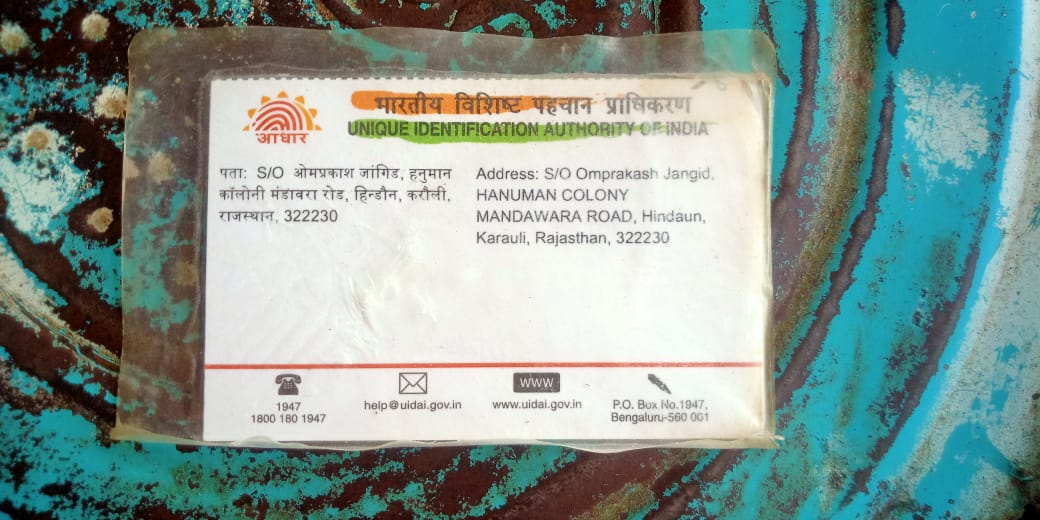 भारतीय विशिष्ट पहचान प्राधिकरण
UNIQUE IDENTIFICATION AUTHORITY OF INDIA
आधार
पता: S/O ओमप्रकाश जांगिड, हनुमान
कॉलोनी मंडावरा रोड, हिन्डौन, करौली,
राजस्थान, 322230
Address: S/O Omprakash Jangid,
HANUMAN COLONY
MANDAWARA ROAD, Hindaun,
Karauli, Rajasthan, 322230
1947
1800 180 1947
help@uidai.gov.in
WWW
www.uidai.gov.in
P.O. Box No.1947,
Bengaluru-560 001